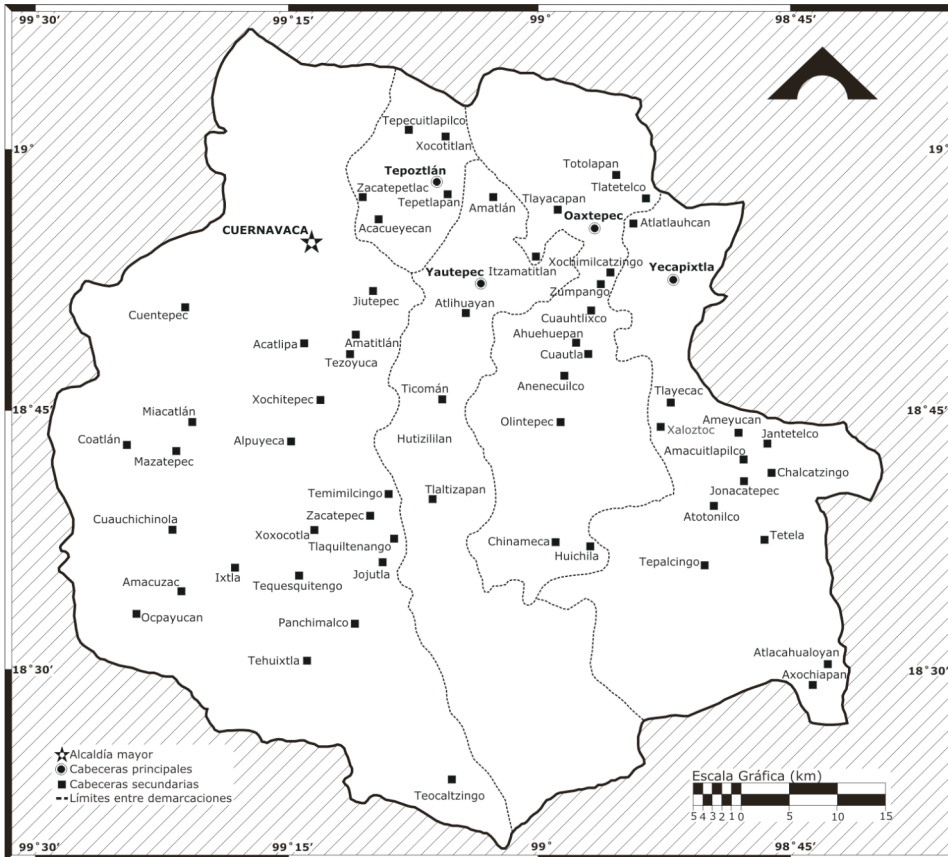 99˚30' 99˚15' 99˚ 98˚45'
Tepecuitlapilco
Xocotitlan
19˚ 19˚
Totolapan
Tepoztlán
Tlatetelco
Zacatepetlac
Tepetlapan
Amatlán
Tlayacapan
Oaxtepec
Acacueyecan
Atlatlauhcan
CUERNAVACA
Xochimilcatzingo
Yautepec
Itzamatitlan
Yecapixtla
Zumpango
Jiutepec
Atlihuayan
Cuentepec
Cuauhtlixco
Ahuehuepan
Acatlipa
Amatitlán
Cuautla
Tezoyuca
Anenecuilco
Ticomán
Tlayecac
Xochitepec
18˚45' 18˚45'
Miacatlán
Ameyucan
Olintepec
Xaloztoc
Coatlán
Alpuyeca
Hutizililan
Jantetelco
Amacuitlapilco
Mazatepec
Chalcatzingo
Temimilcingo
Tlaltizapan
Jonacatepec
Zacatepec
Atotonilco
Cuauchichinola
Xoxocotla
Tetela
Tlaquiltenango
Chinameca
Huichila
Tepalcingo
Ixtla
Jojutla
Amacuzac
Tequesquitengo
Ocpayucan
Panchimalco
Atlacahualoyan
Tehuixtla
18˚30' 18˚30'
Axochiapan
Alcaldía mayor
Cabeceras principales
Cabeceras secundarias
Límites entre demarcaciones
Teocaltzingo
Escala Gráfica (km)
5 4 3 2 1 0 5 10 15
99˚30' 99˚15' 99˚ 98˚45'